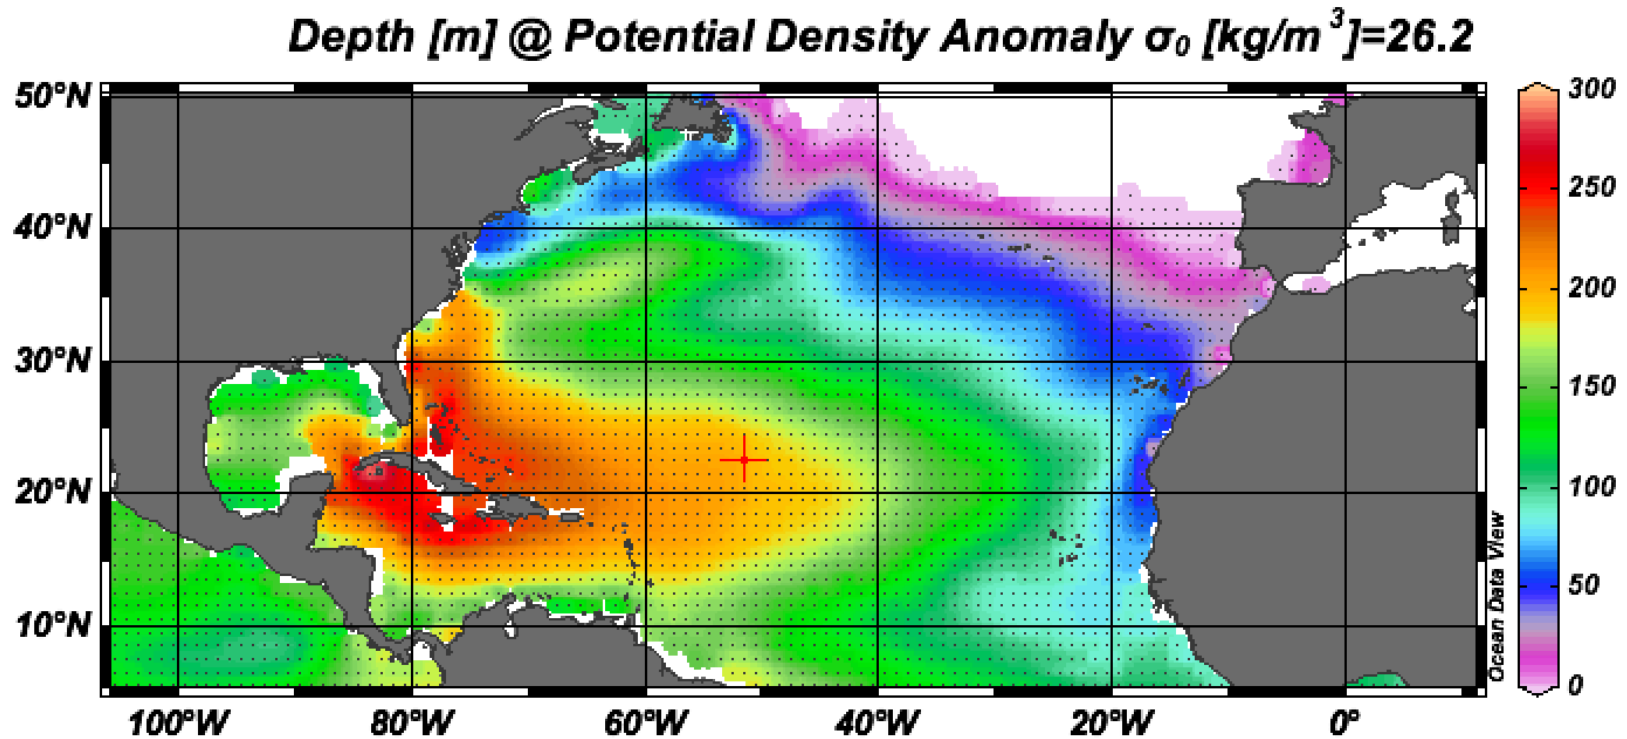 Depth [m] @ Potential Density Anomaly σ₀ [kg/m³]=26.2
50°N
40°N
30°N
20°N
10°N
100°W
80°W
60°W
40°W
20°W
0°
300
250
200
150
100
50
0
Ocean Data View